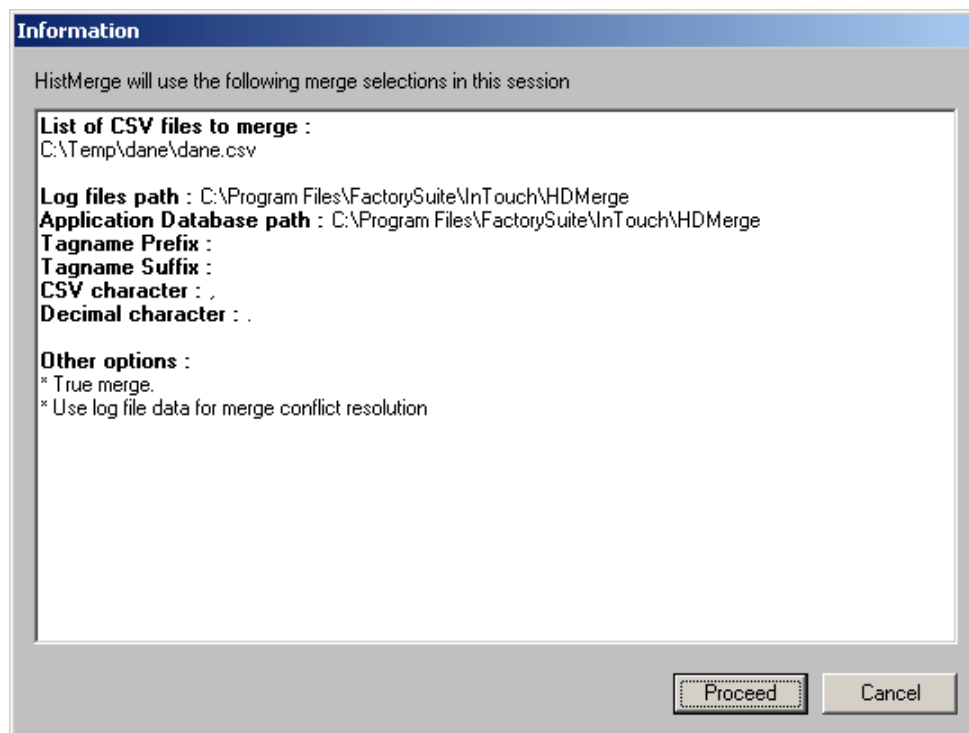 Information
HistMerge will use the following merge selections in this session
List of CSV files to merge :
C:\Temp\dane\dane.csv
Log files path : C:\Program Files\FactorySuite\InTouch\HDMerge
Application Database path : C:\Program Files\FactorySuite\InTouch\HDMerge
Tagname Prefix :
Tagname Suffix :
CSV character : ,
Decimal character : .
Other options :
* True merge.
* Use log file data for merge conflict resolution
Proceed Cancel